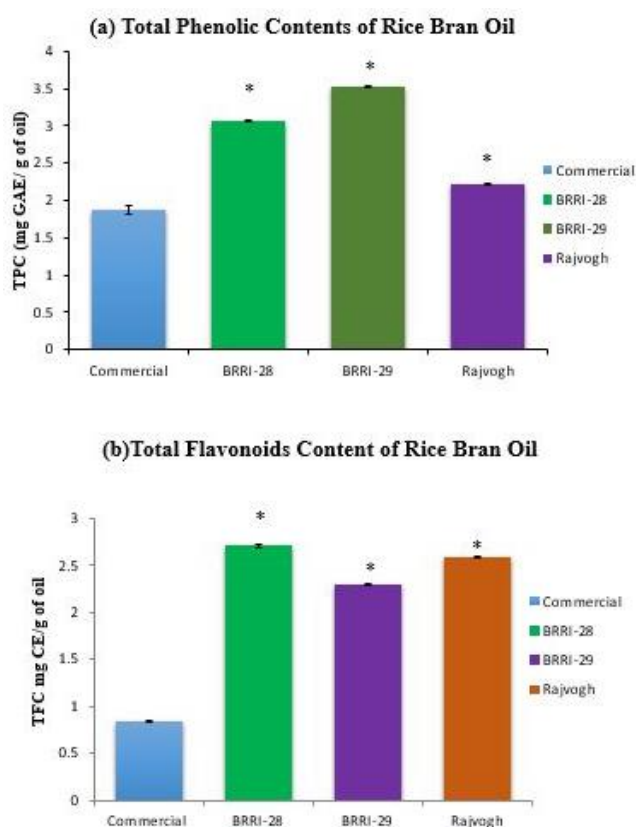 (a) Total Phenolic Contents of Rice Bran Oil
TPC (mg GAE/ g of oil)
4
3.5
3
2.5
2
1.5
1
0.5
0
*
*
*
Commercial
BRRI-28
BRRI-29
Rajvogh
Commercial
BRRI-28
BRRI-29
Rajvogh
(b)Total Flavonoids Content of Rice Bran Oil
TFC mg CE/g of oil
3
2.5
2
1.5
1
0.5
0
*
*
*
Commercial
BRRI-28
BRRI-29
Rajvogh
Commercial
BRRI-28
BRRI-29
Rajvogh